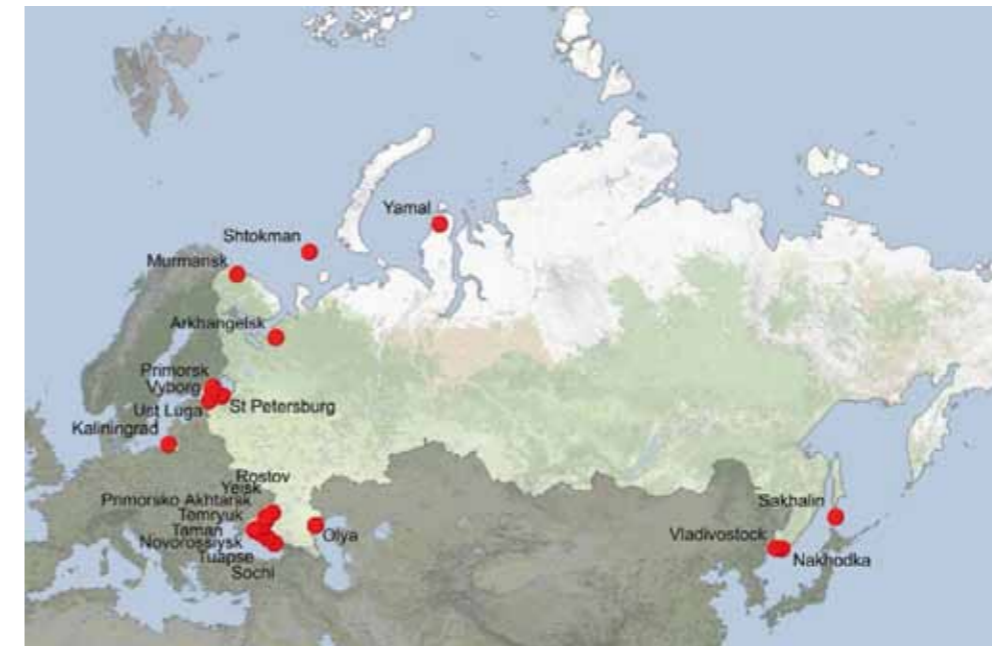 Yamal
Shtokman
Murmansk
Arkhangelsk
Primorsk
Vyborg
St Petersburg
Ust Luga
Kaliningrad
Rostov
Yeisk
Primorsko Akhtarsk
Temryuk
Taman
Novorossiysk
Tuapse
Sochi
Olya
Sakhalin
Vladivostock
Nakhodka